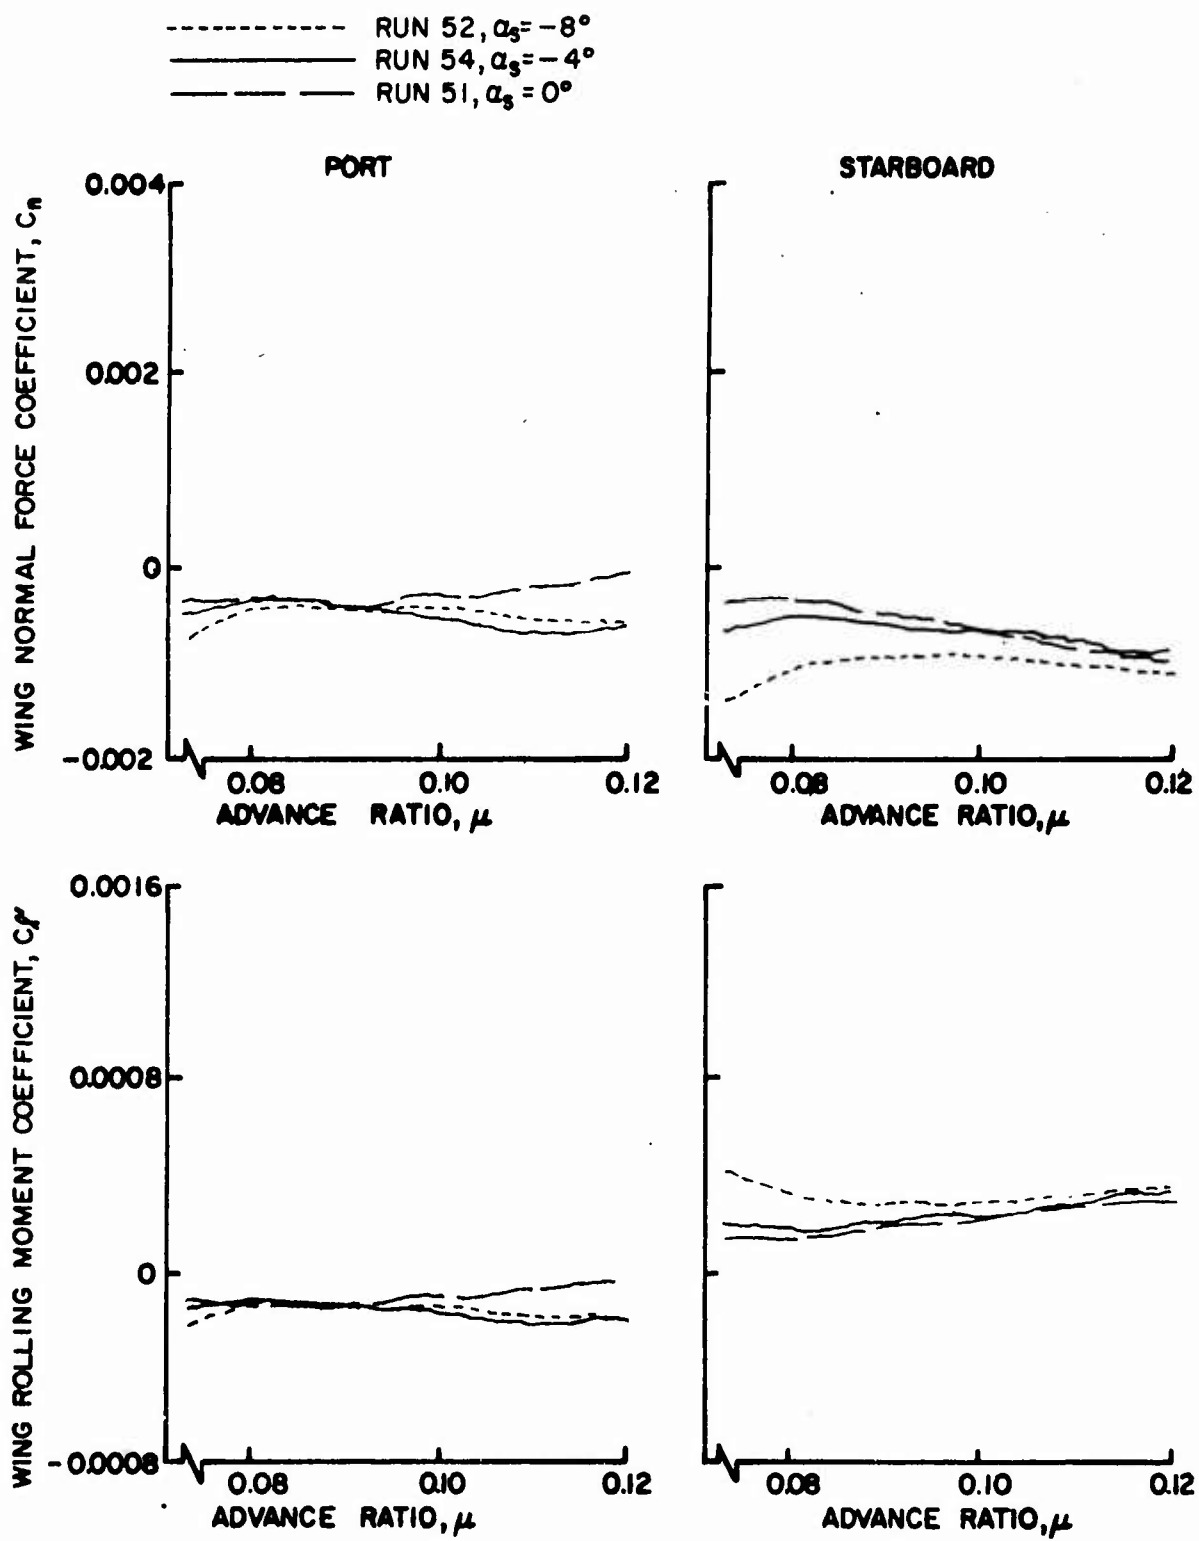 RUN 52, αs= −8°
RUN 54, αs= −4°
RUN 51, αs = 0°
PORT
STARBOARD
WING NORMAL FORCE COEFFICIENT, Cn
0.004
0.002
0
-0.002
0.08 0.10 0.12
ADVANCE RATIO, μ
0.08 0.10 0.12
ADVANCE RATIO, μ
WING ROLLING MOMENT COEFFICIENT, Cℓ'
0.0016
0.0008
0
-0.0008
0.08 0.10 0.12
ADVANCE RATIO, μ
0.08 0.10 0.12
ADVANCE RATIO, μ